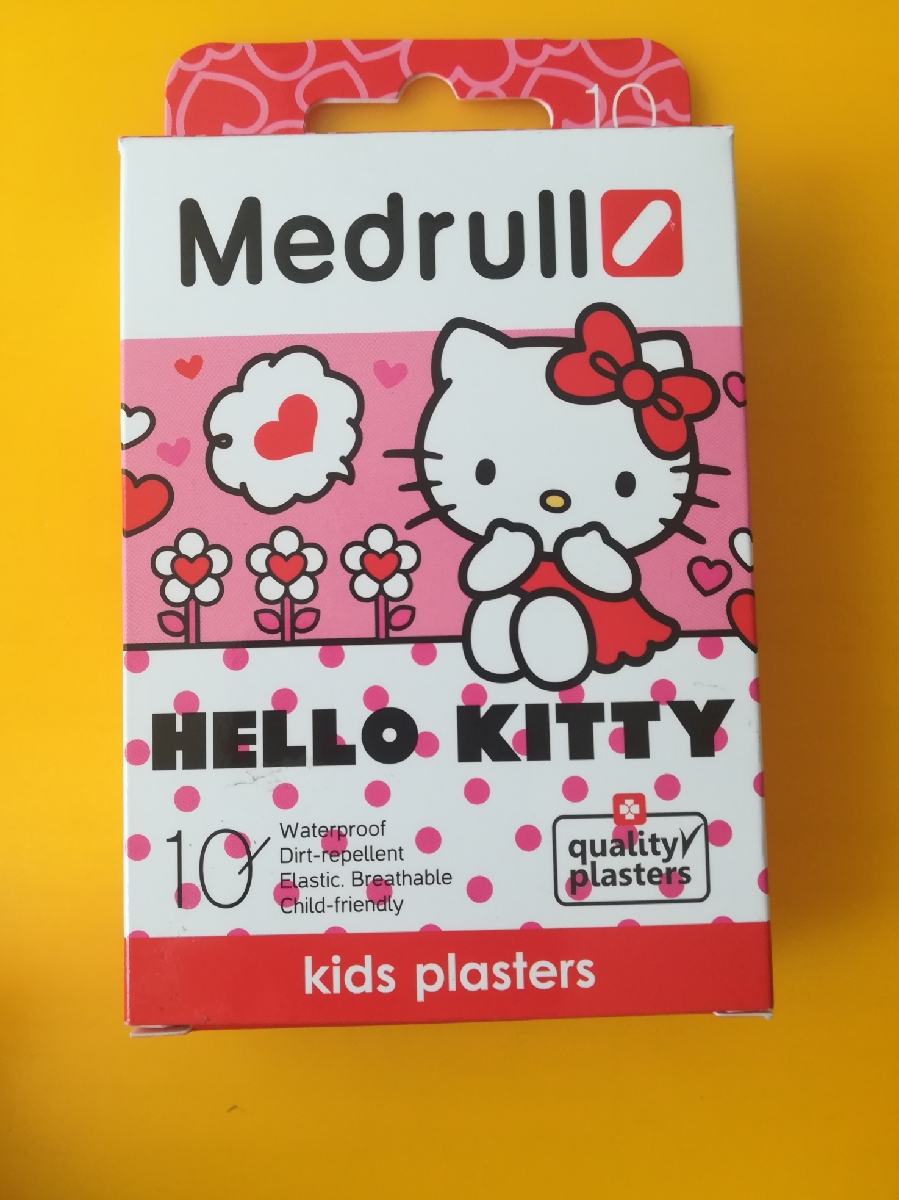 10
Medrull
HELLO KITTY
10
Waterproof
Dirt-repellent
Elastic. Breathable
Child-friendly
quality
plasters
kids plasters